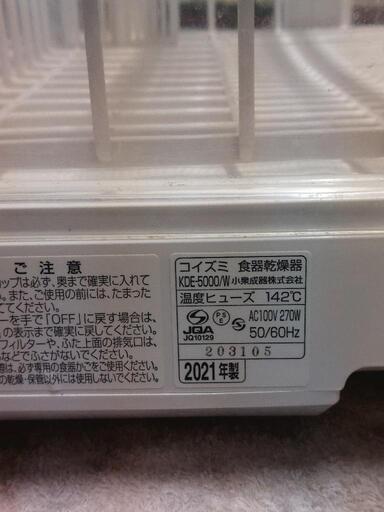 ご注意
ップは必ず、奥まで確実に入れて
。また、ご使用の前には、たまった
ください。
を手で「OFF」に戻す場合は、
の表示まで確実に戻してください。
フィルターや、ふた上面の排気口は、
などでふさがないでください。
は、必ず専用の食器かごをご使用ください。
の乾燥・保管以外には使用しないでください。
コイズミ 食器乾燥器
KDE-5000/W 小泉成器株式会社
温度ヒューズ 142℃
PSE
AC100V 270W
JQA
JQ10129
50/60Hz
203105
2021年製